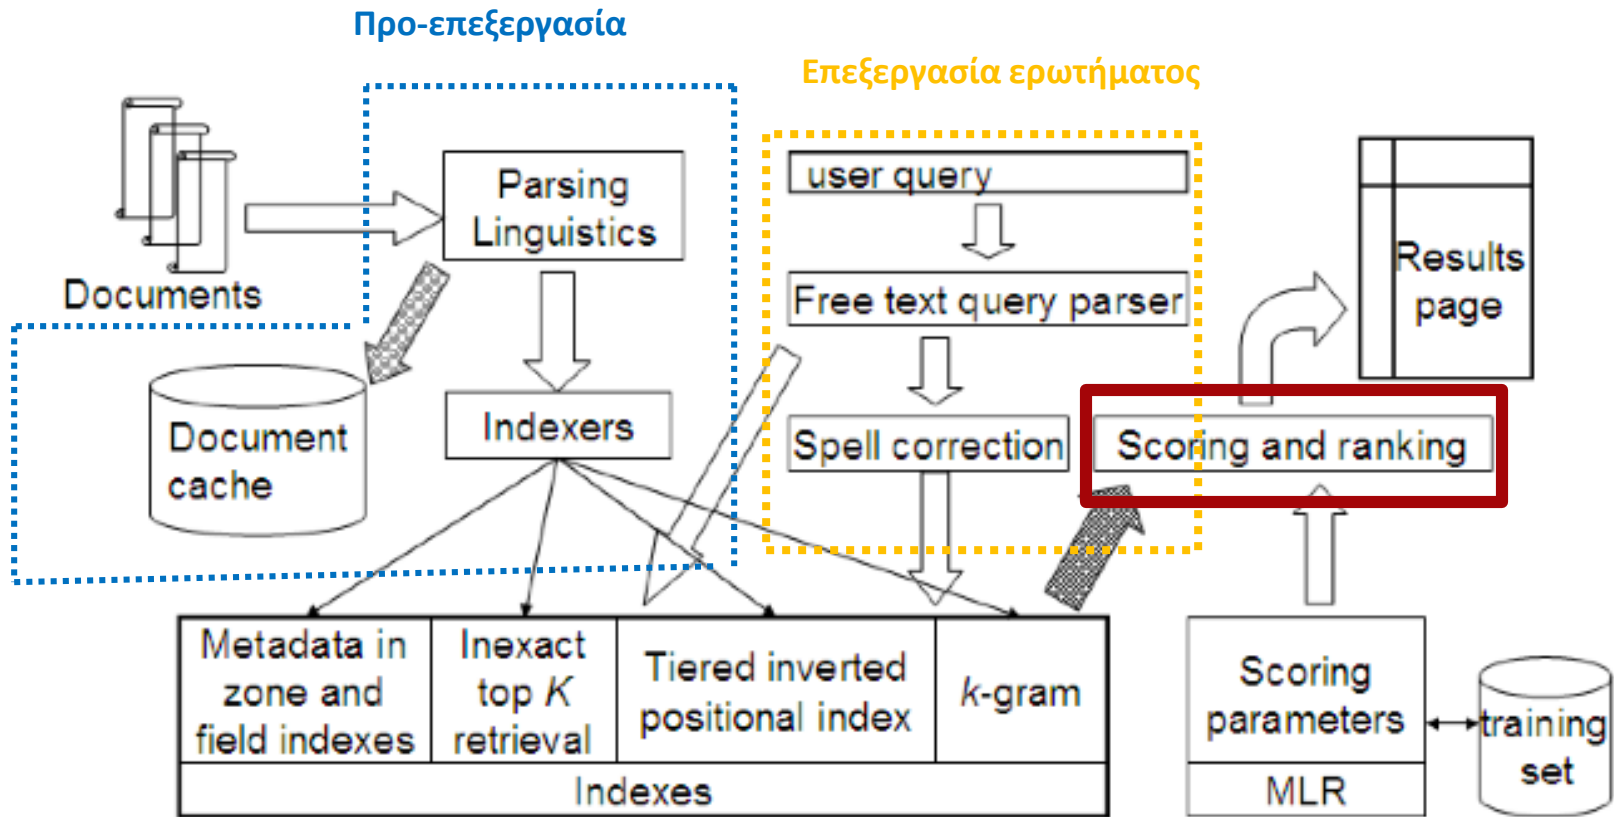 Προ-επεξεργασία
Επεξεργασία ερωτήματος
Documents
Parsing
Linguistics
user query
Free text query parser
Results
page
Document
cache
Indexers
Spell correction
Scoring and ranking
Metadata in
zone and
field indexes
Inexact
top K
retrieval
Tiered inverted
positional index
k-gram
Indexes
Scoring
parameters
MLR
training
set